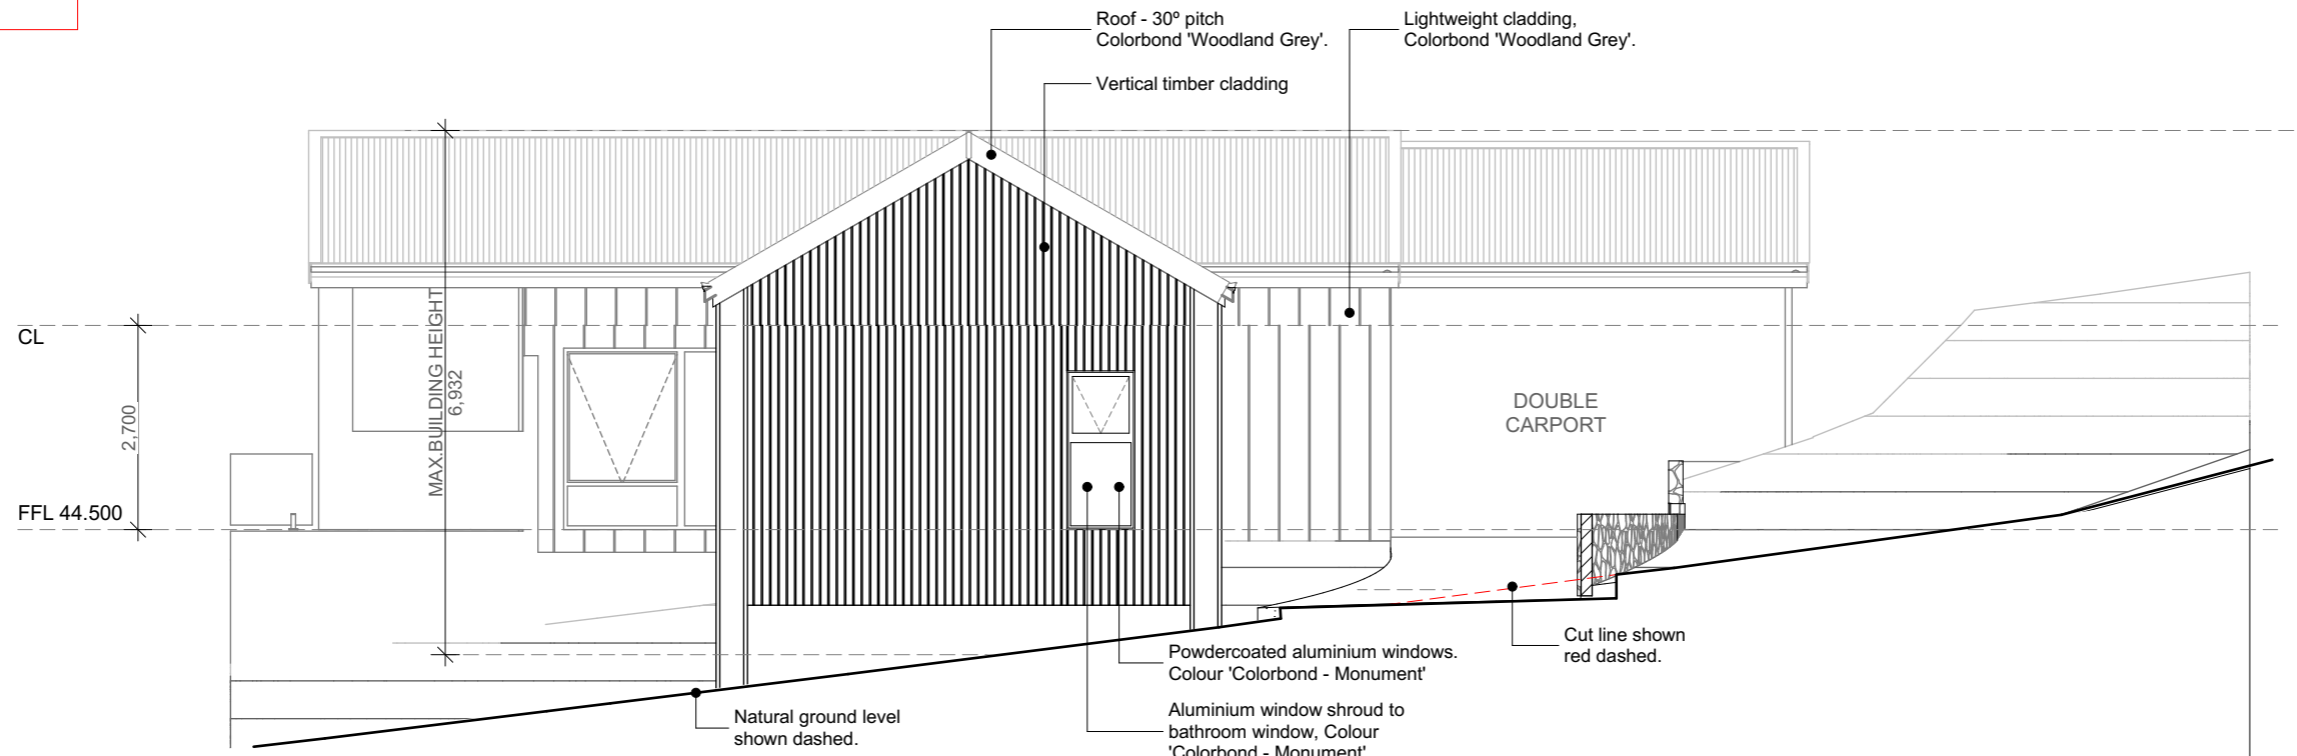 Roof - 30º pitch
Colorbond 'Woodland Grey'.
Lightweight cladding,
Colorbond 'Woodland Grey'.
Vertical timber cladding
CL
2,700
MAX.BUILDING HEIGHT
6,932
FFL 44.500
DOUBLE
CARPORT
Cut line shown
red dashed.
Powdercoated aluminium windows.
Colour 'Colorbond - Monument'
Natural ground level
shown dashed.
Aluminium window shroud to
bathroom window, Colour
'Colorbond - Monument'